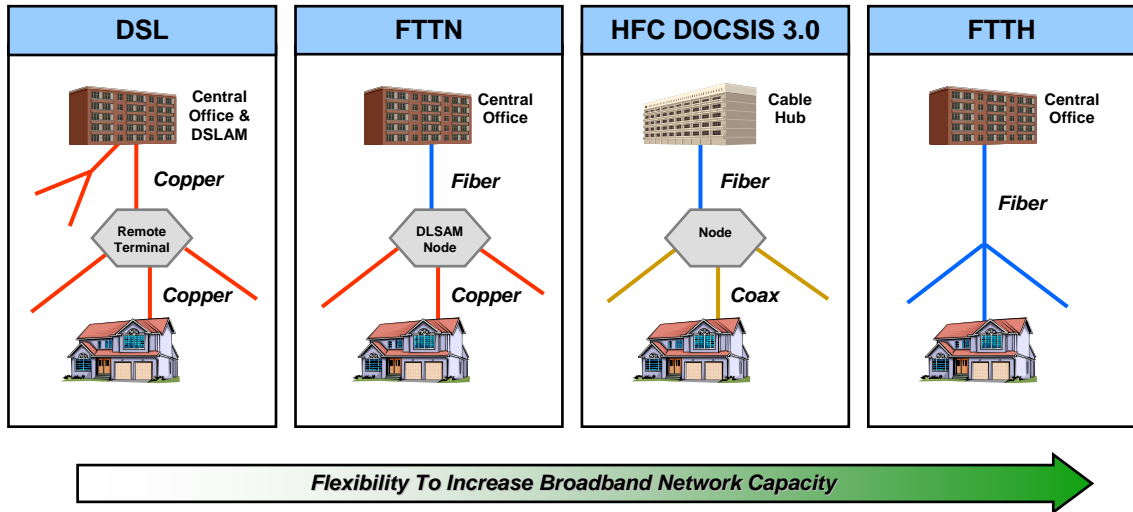 DSL
Central
Office &
DSLAM
Copper
Remote
Terminal
Copper
FTTN
Central
Office
Fiber
DLSAM
Node
Copper
HFC DOCSIS 3.0
Cable
Hub
Fiber
Node
Coax
FTTH
Central
Office
Fiber
Flexibility To Increase Broadband Network Capacity